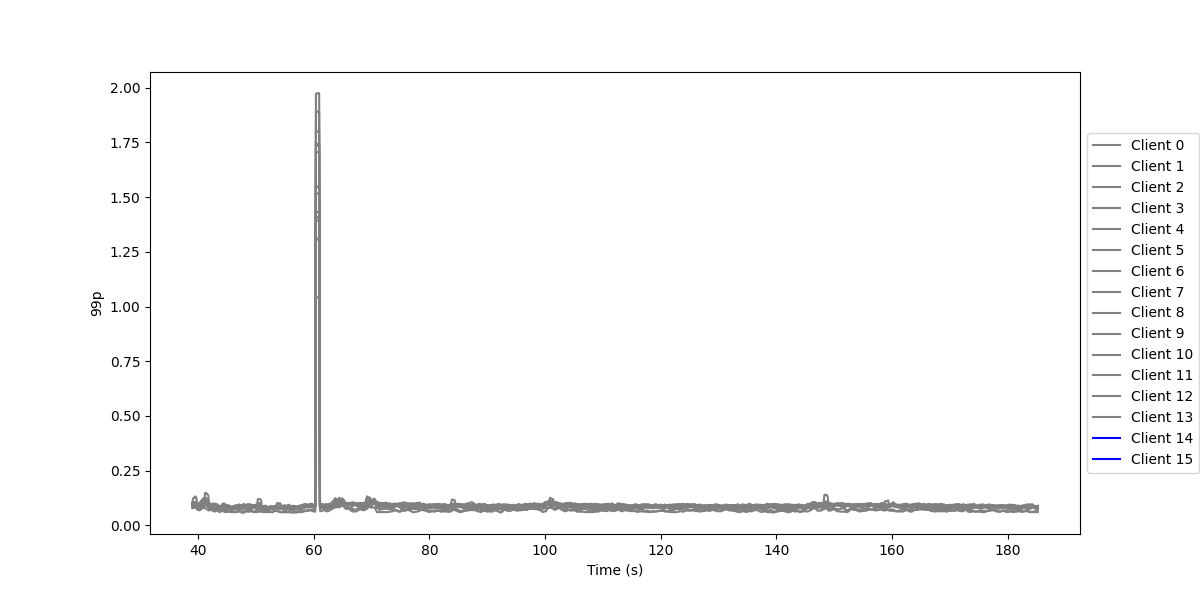 2.00
1.75
1.50
1.25
1.00
0.75
0.50
0.25
0.00
99p
40 60 80 100 120 140 160 180
Time (s)
Client 0
Client 1
Client 2
Client 3
Client 4
Client 5
Client 6
Client 7
Client 8
Client 9
Client 10
Client 11
Client 12
Client 13
Client 14
Client 15